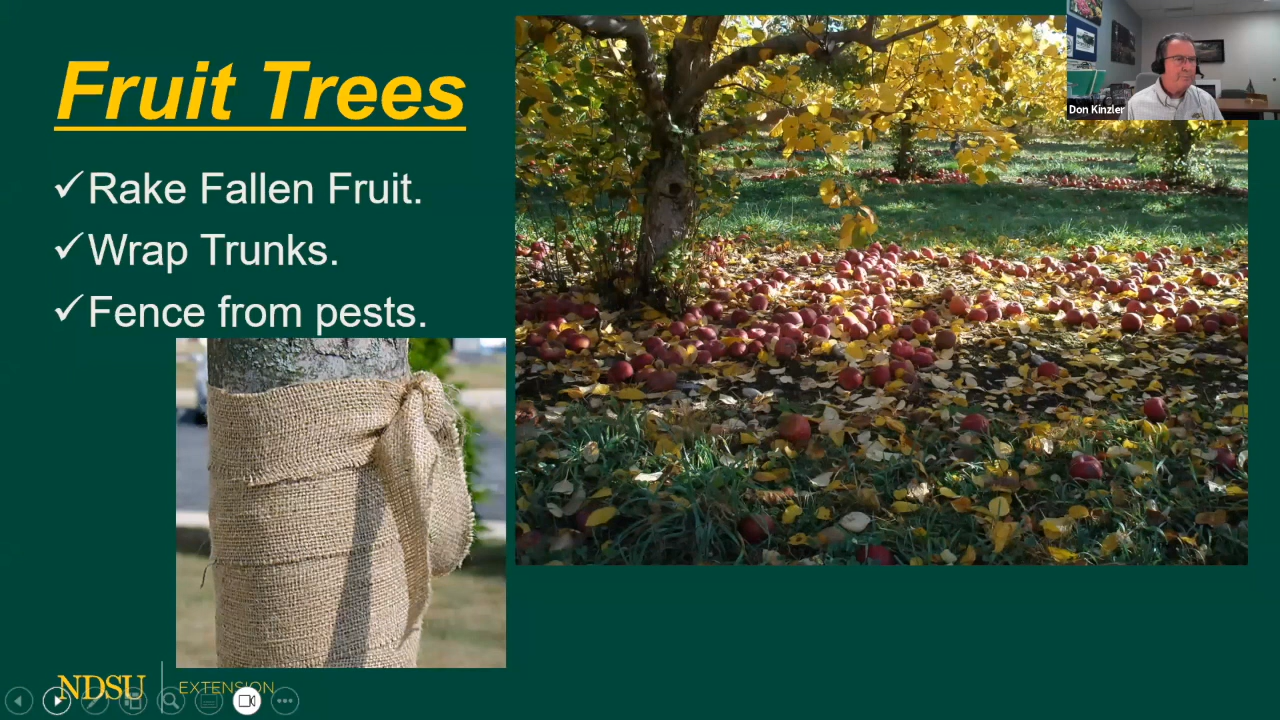 Fruit Trees
✓Rake Fallen Fruit.
✓Wrap Trunks.
✓Fence from pests.
Don Kinzler
NDSU EXTENSION